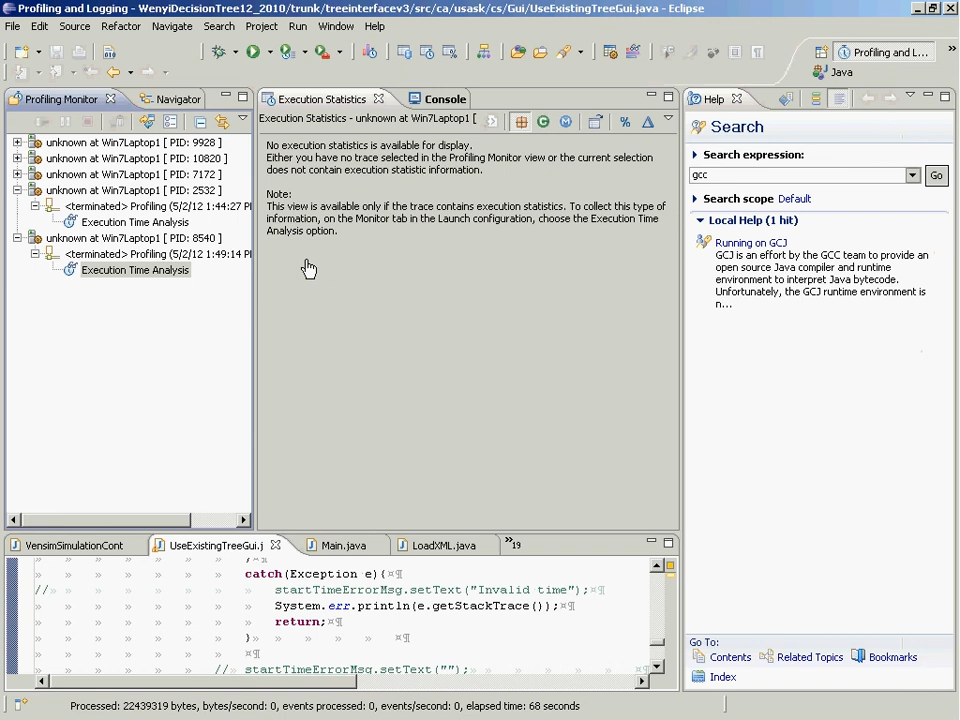 Profiling and Logging - WenyiDecisionTree12_2010/trunk/treeinterfacev3/src/ca/usask/cs/Gui/UseExistingTreeGui.java - Eclipse
File Edit Source Refactor Navigate Search Project Run Window Help
Profiling and L...
Java
Profiling Monitor
Navigator
unknown at Win7Laptop1 [ PID: 9928 ]
unknown at Win7Laptop1 [ PID: 10820 ]
unknown at Win7Laptop1 [ PID: 7172 ]
unknown at Win7Laptop1 [ PID: 2532 ]
<terminated> Profiling (5/2/12 1:44:27 P
Execution Time Analysis
unknown at Win7Laptop1 [ PID: 8540 ]
<terminated> Profiling (5/2/12 1:49:14 P
Execution Time Analysis
Execution Statistics
Console
Execution Statistics - unknown at Win7Laptop1 [
No execution statistics is available for display.
Either you have no trace selected in the Profiling Monitor view or the current selection
does not contain execution statistic information.
Note:
This view is available only if the trace contains execution statistics. To collect this type of
information, on the Monitor tab in the Launch configuration, choose the Execution Time
Analysis option.
Help
Search
Search expression:
gcc
Go
Search scope Default
Local Help (1 hit)
Running on GCJ
GCJ is an effort by the GCC team to provide an
open source Java compiler and runtime
environment to interpret Java bytecode.
Unfortunately, the GCJ runtime environment is
n...
Go To:
Contents Related Topics Bookmarks
Index
VensimSimulationCont
UseExistingTreeGui.j
Main.java
LoadXML.java
»19
catch(Exception e){¤¶
// startTimeErrorMsg.setText("Invalid time");¤¶
System.err.println(e.getStackTrace());¤¶
return;¤¶
}» » » » ¤¶
¤¶
// startTimeErrorMsg.setText("");
Processed: 22439319 bytes, bytes/second: 0, events processed: 0, events/second: 0, elapsed time: 68 seconds